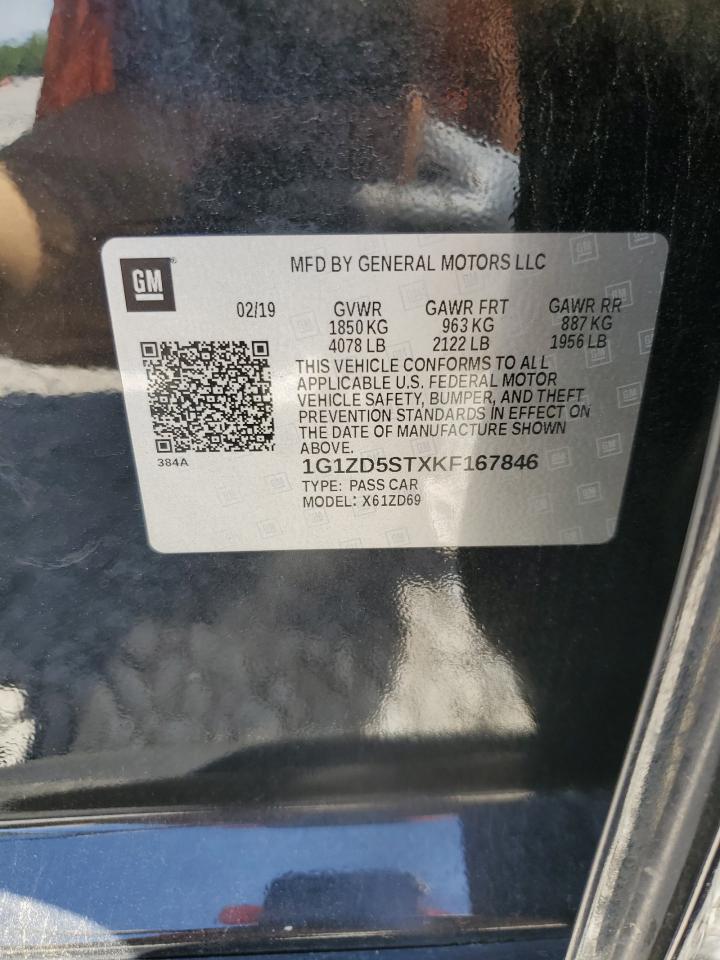 GM
MFD BY GENERAL MOTORS LLC
02/19 GVWR GAWR FRT GAWR RR
1850 KG 963 KG 887 KG
4078 LB 2122 LB 1956 LB
THIS VEHICLE CONFORMS TO ALL
APPLICABLE U.S. FEDERAL MOTOR
VEHICLE SAFETY, BUMPER, AND THEFT
PREVENTION STANDARDS IN EFFECT ON
THE DATE OF MANUFACTURE SHOWN
ABOVE.
384A
1G1ZD5STXKF167846
TYPE: PASS CAR
MODEL: X61ZD69